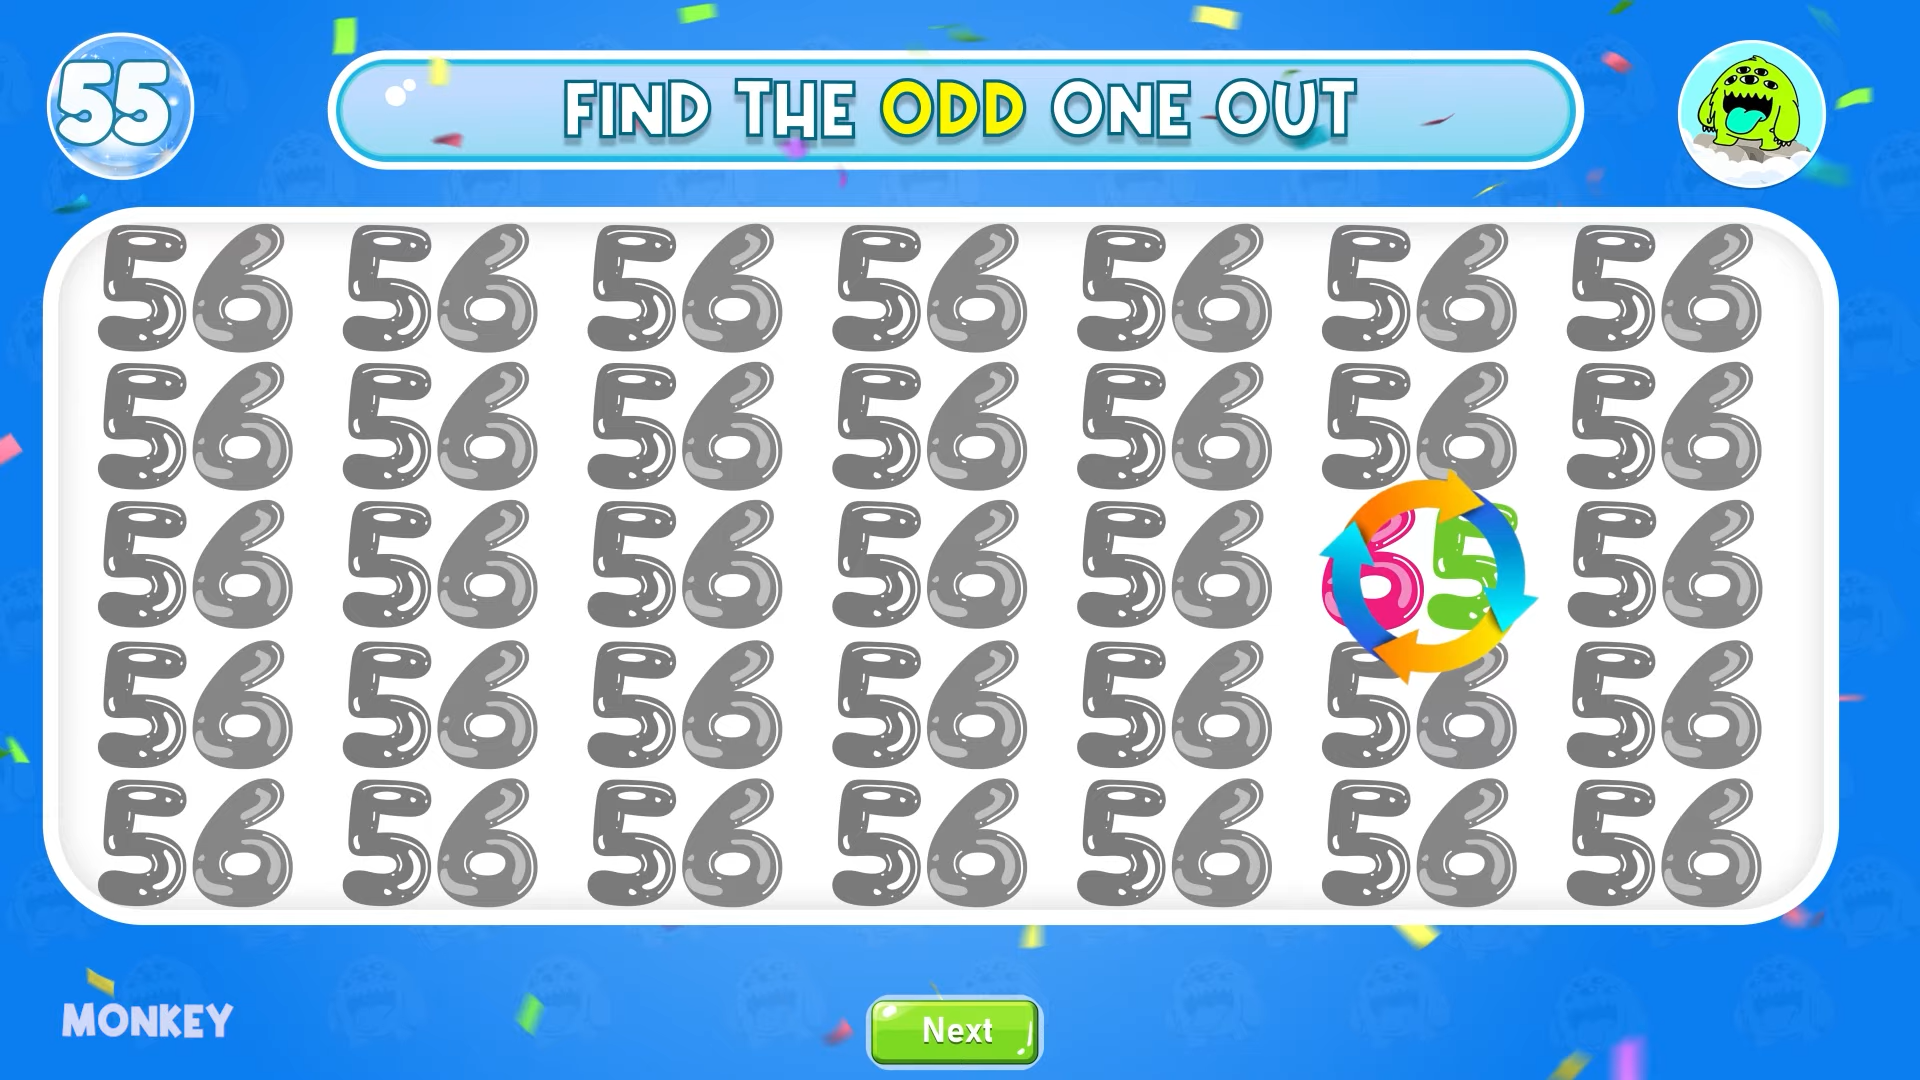 55
FIND THE ODD ONE OUT
56 56 56 56 56 56 56
56 56 56 56 56 56 56
56 56 56 56 56 65 56
56 56 56 56 56 56 56
56 56 56 56 56 56 56
MONKEY
Next